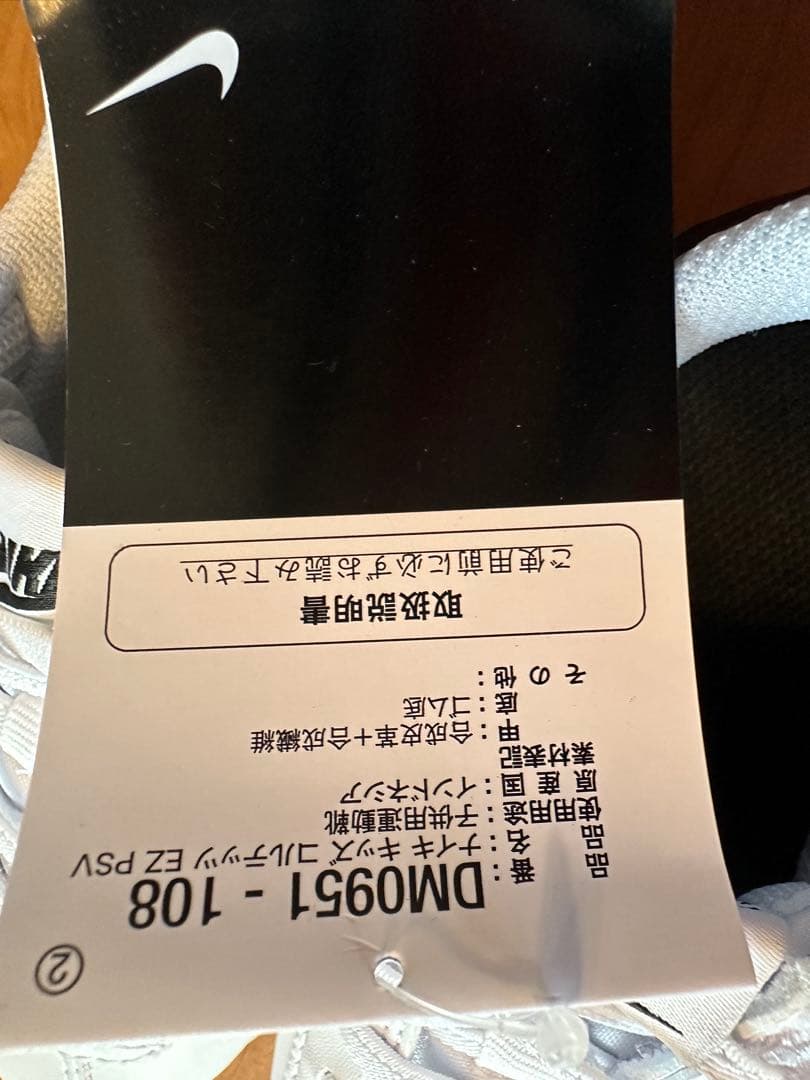 ②
品番：DM0951 - 108
品名：ナイキ キッズ コルテッツ EZ PSV
使用用途：子供用運動靴
原産国：インドネシア
素材表記
甲：合成皮革＋合成繊維
底：ゴム底
その他：
取扱説明書
ご使用前に必ずお読み下さい